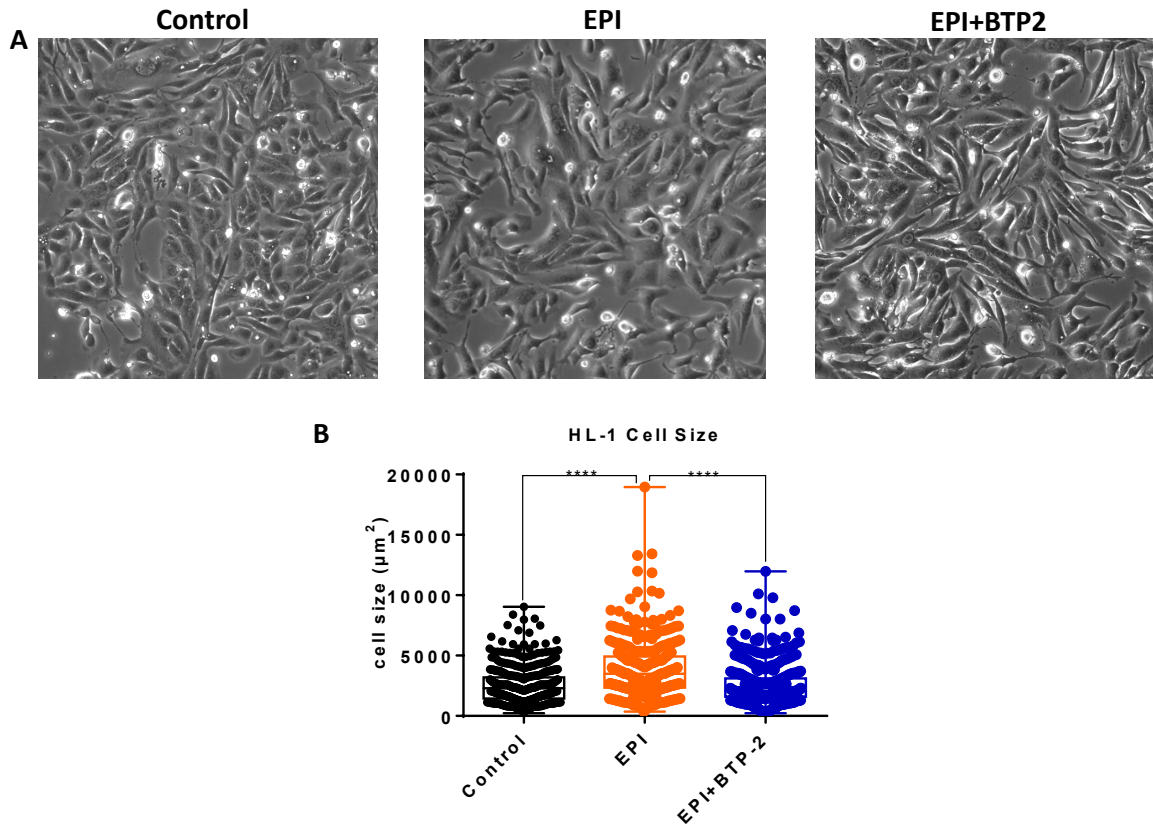 Control
EPI
EPI+BTP2
A
B
HL-1 Cell Size
**** ****
20000
15000
10000
5000
0
cell size (µm²)
Control
EPI
EPI+BTP-2